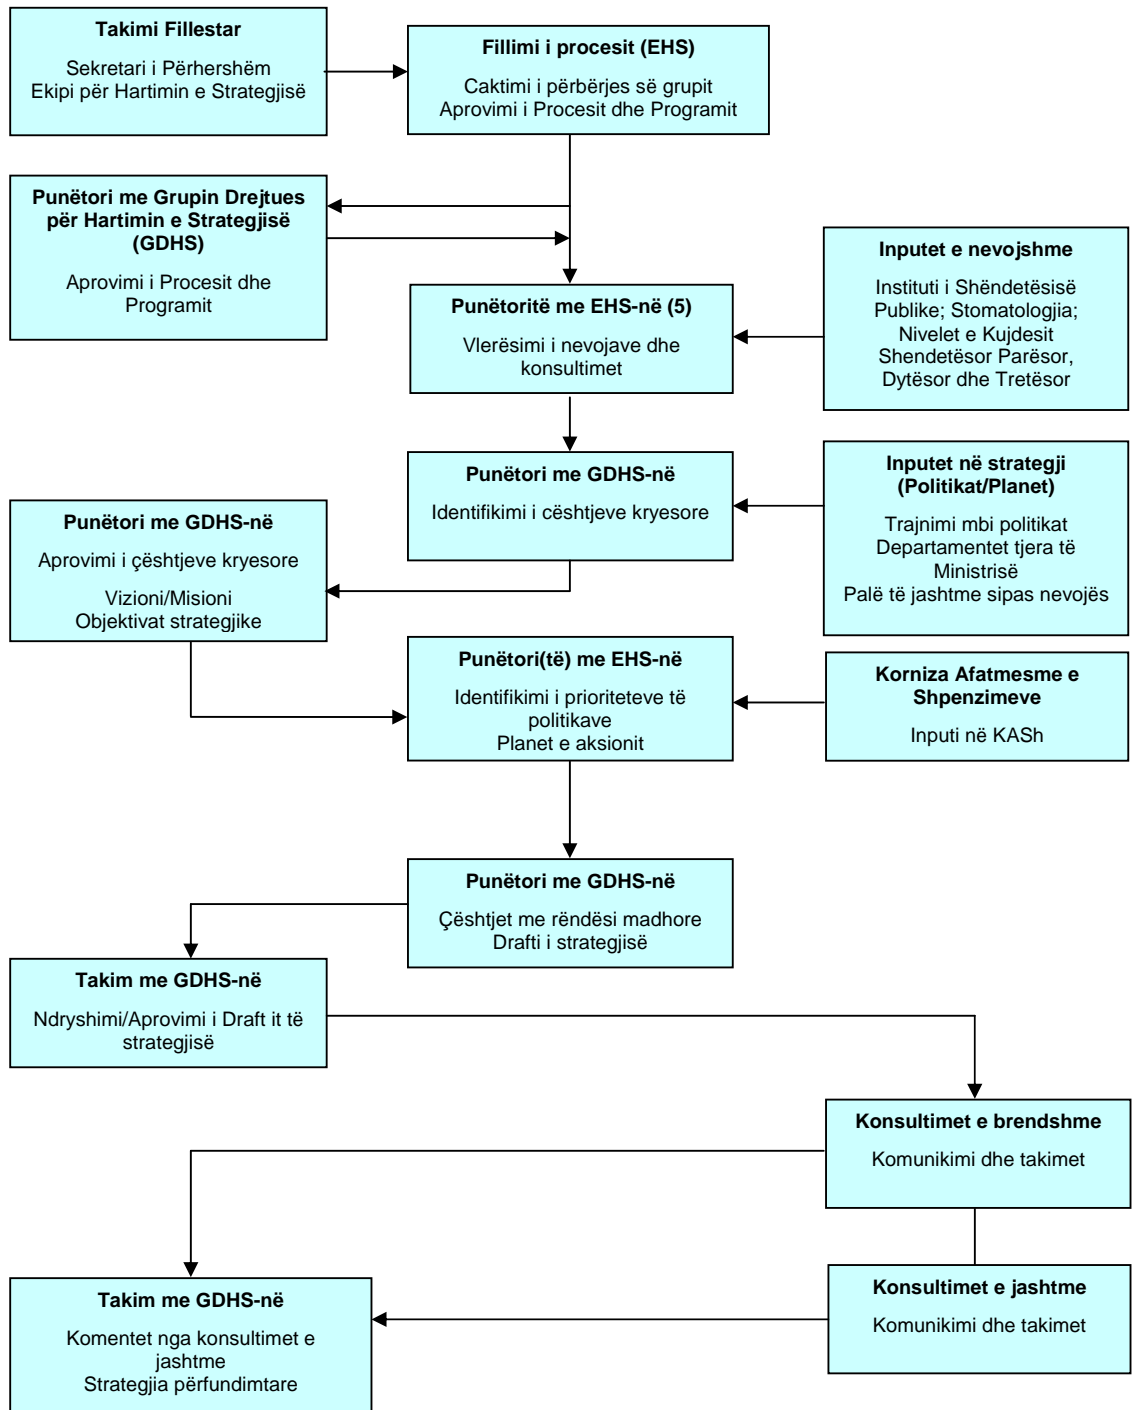 Takimi Fillestar
Sekretari i Përhershëm
Ekipi për Hartimin e Strategjisë
Fillimi i procesit (EHS)
Caktimi i përbërjes së grupit
Aprovimi i Procesit dhe Programit
Punëtori me Grupin Drejtues
për Hartimin e Strategjisë
(GDHS)
Aprovimi i Procesit dhe
Programit
Inputet e nevojshme
Instituti i Shëndetësisë
Publike; Stomatologjia;
Nivelet e Kujdesit
Shendetësor Parësor,
Dytësor dhe Tretësor
Punëtoritë me EHS-në (5)
Vlerësimi i nevojave dhe
konsultimet
Punëtori me GDHS-në
Identifikimi i cështjeve kryesore
Inputet në strategji
(Politikat/Planet)
Trajnimi mbi politikat
Departamentet tjera të
Ministrisë
Palë të jashtme sipas nevojës
Punëtori me GDHS-në
Aprovimi i çështjeve kryesore
Vizioni/Misioni
Objektivat strategjike
Punëtori(të) me EHS-në
Identifikimi i prioriteteve të
politikave
Planet e aksionit
Korniza Afatmesme e
Shpenzimeve
Inputi në KASh
Punëtori me GDHS-në
Çështjet me rëndësi madhore
Drafti i strategjisë
Takim me GDHS-në
Ndryshimi/Aprovimi i Draft it të
strategjisë
Konsultimet e brendshme
Komunikimi dhe takimet
Konsultimet e jashtme
Komunikimi dhe takimet
Takim me GDHS-në
Komentet nga konsultimet e
jashtme
Strategjia përfundimtare